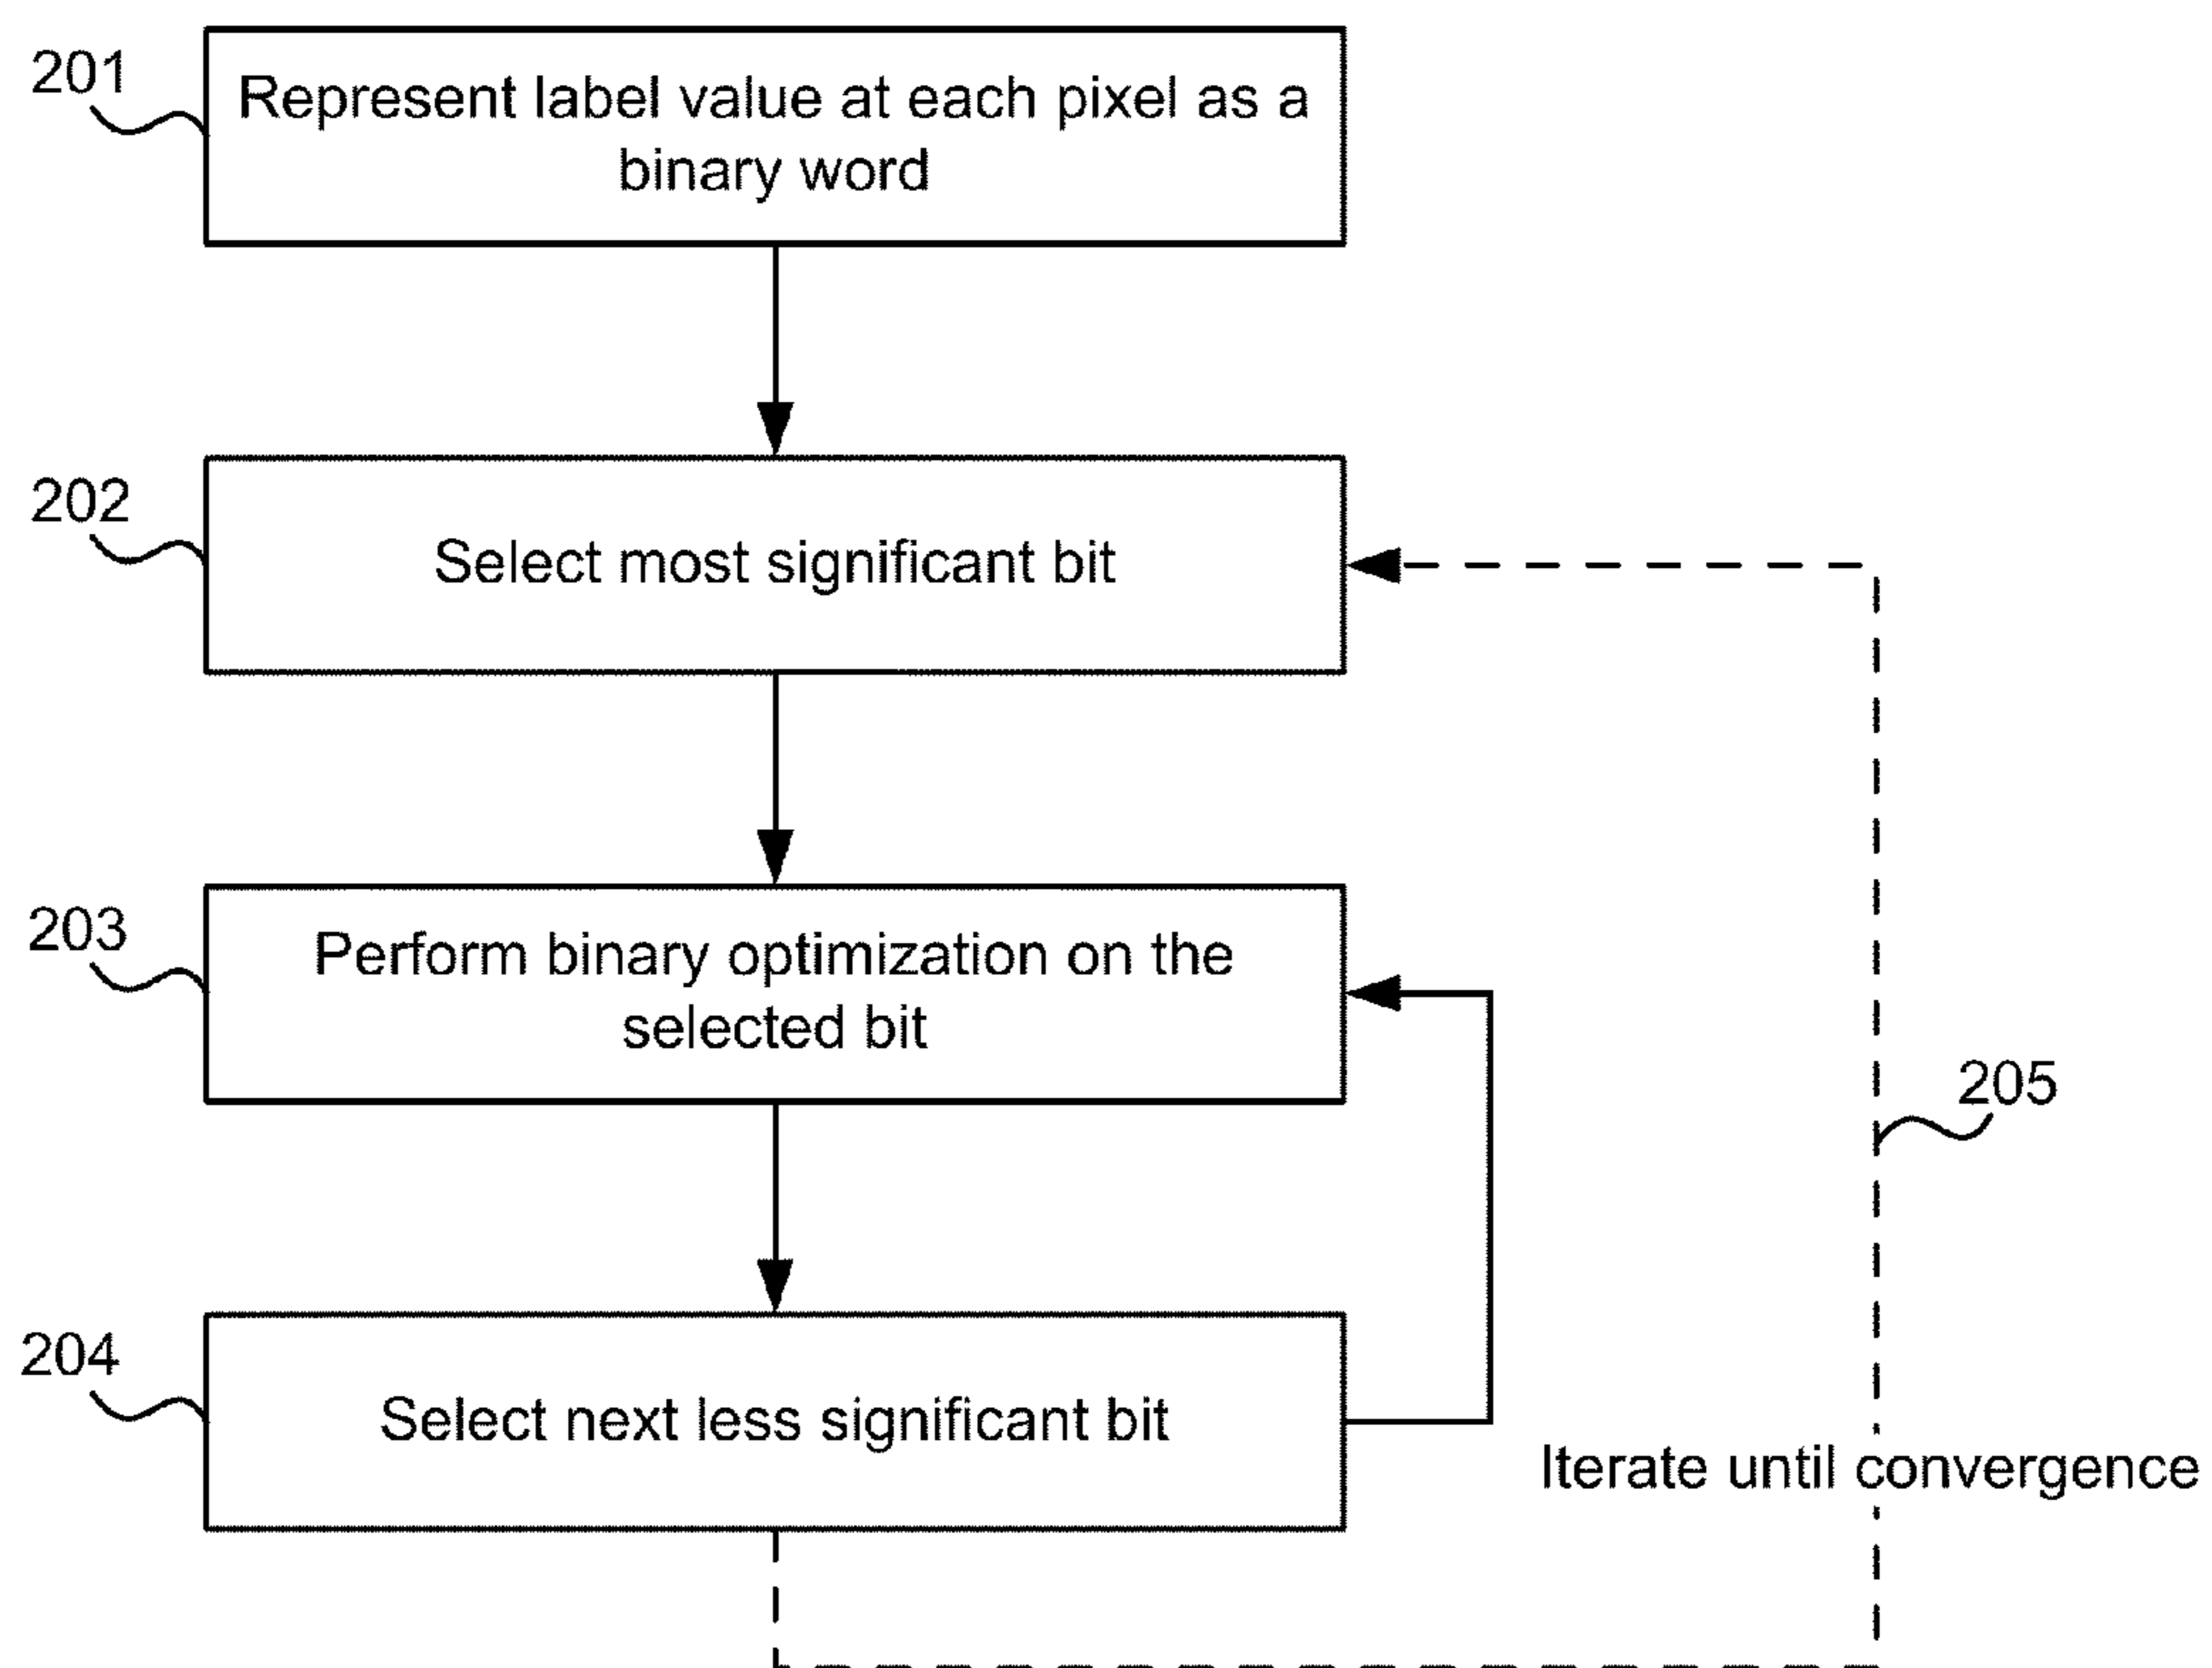 201
Represent label value at each pixel as a
binary word
202
Select most significant bit
203
Perform binary optimization on the
selected bit
205
204
Select next less significant bit
Iterate until convergence